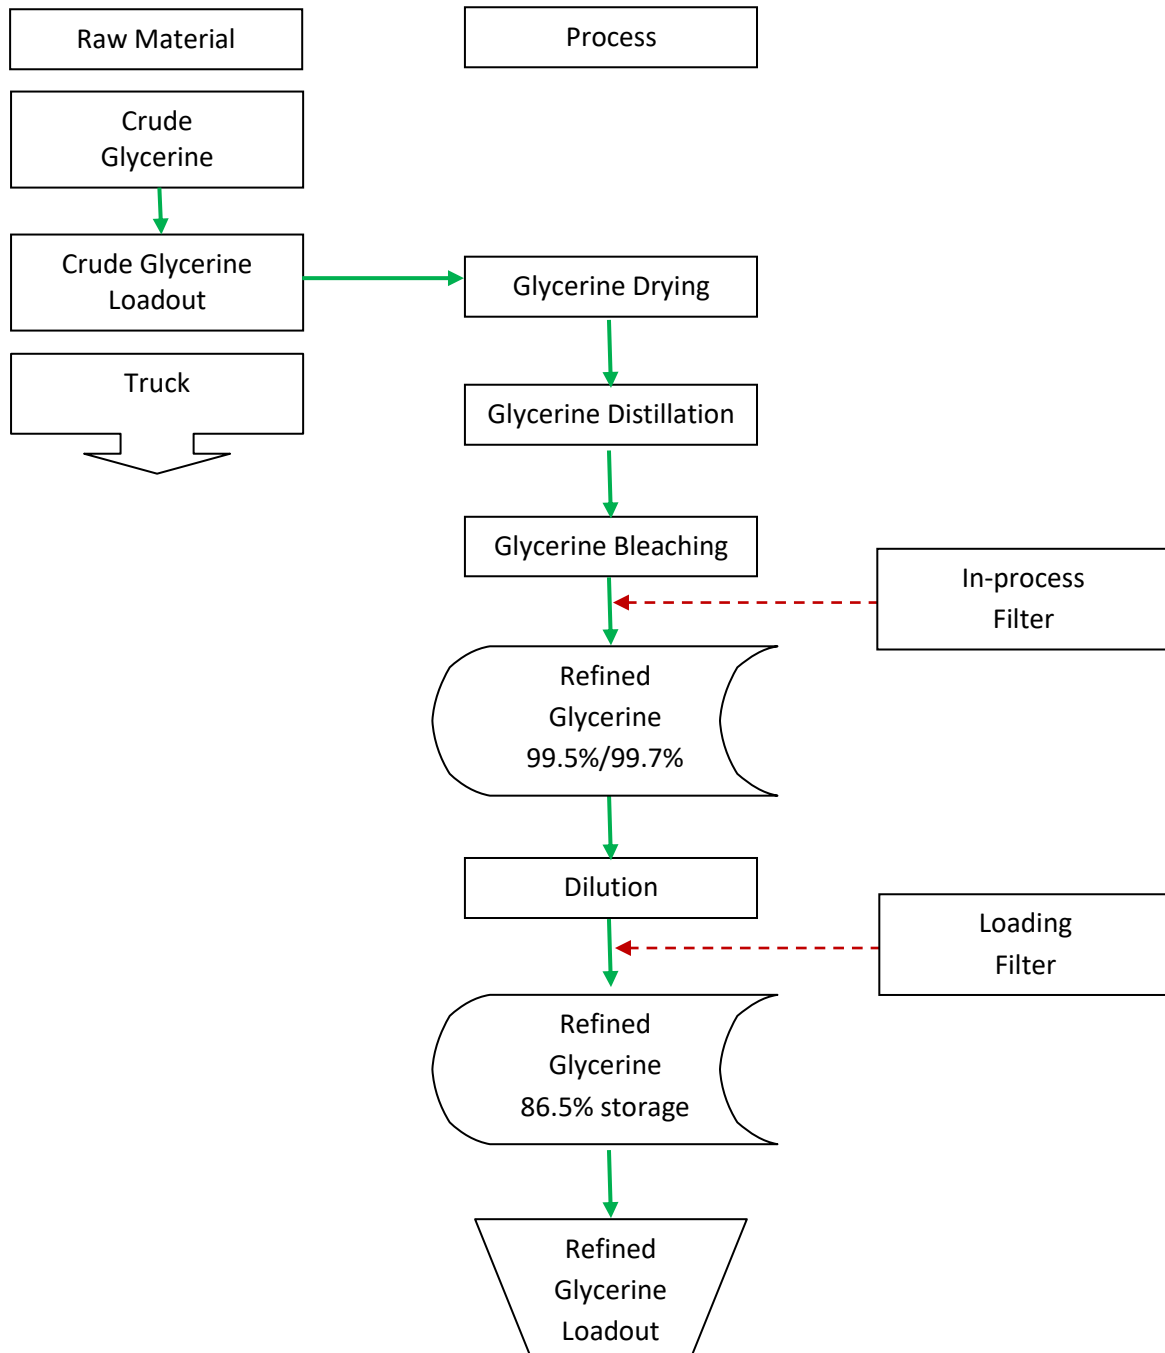 Raw Material
Process
Crude
Glycerine
Crude Glycerine
Loadout
Glycerine Drying
Truck
Glycerine Distillation
Glycerine Bleaching
In-process
Filter
Refined
Glycerine
99.5%/99.7%
Dilution
Loading
Filter
Refined
Glycerine
86.5% storage
Refined
Glycerine
Loadout